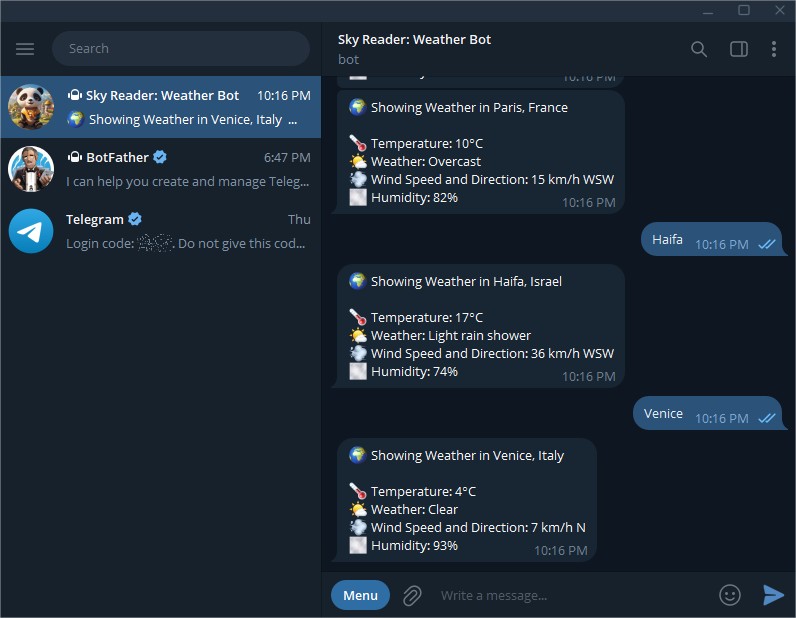 Search
Sky Reader: Weather Bot 10:16 PM
Showing Weather in Venice, Italy ...
BotFather 6:47 PM
I can help you create and manage Teleg...
Telegram Thu
Login code: . Do not give this cod...
Sky Reader: Weather Bot
bot
10:16 PM
Showing Weather in Paris, France
Temperature: 10°C
Weather: Overcast
Wind Speed and Direction: 15 km/h WSW
Humidity: 82% 10:16 PM
Haifa 10:16 PM
Showing Weather in Haifa, Israel
Temperature: 17°C
Weather: Light rain shower
Wind Speed and Direction: 36 km/h WSW
Humidity: 74% 10:16 PM
Venice 10:16 PM
Showing Weather in Venice, Italy
Temperature: 4°C
Weather: Clear
Wind Speed and Direction: 7 km/h N
Humidity: 93% 10:16 PM
Menu Write a message...